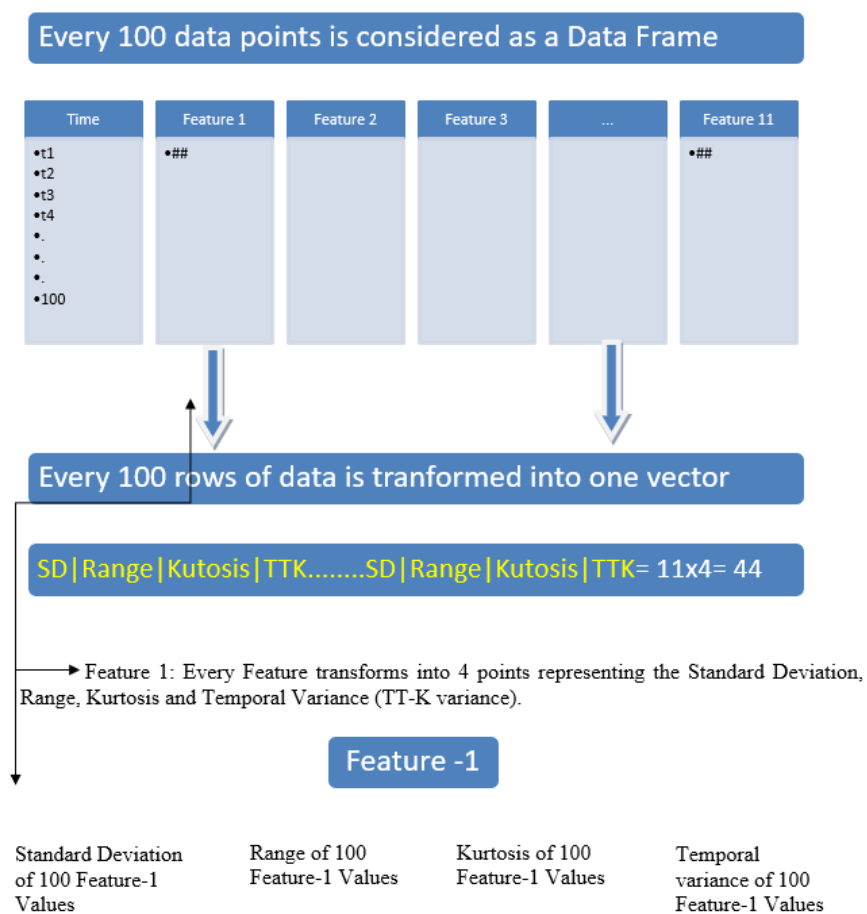 Every 100 data points is considered as a Data Frame
Time Feature 1 Feature 2 Feature 3 ... Feature 11
•t1 •## •##
•t2
•t3
•t4
•.
•.
•.
•100
Every 100 rows of data is tranformed into one vector
SD|Range|Kutosis|TTK........SD|Range|Kutosis|TTK= 11x4= 44
Feature 1: Every Feature transforms into 4 points representing the Standard Deviation,
Range, Kurtosis and Temporal Variance (TT-K variance).
Feature -1
Standard Deviation
of 100 Feature-1
Values
Range of 100
Feature-1 Values
Kurtosis of 100
Feature-1 Values
Temporal
variance of 100
Feature-1 Values